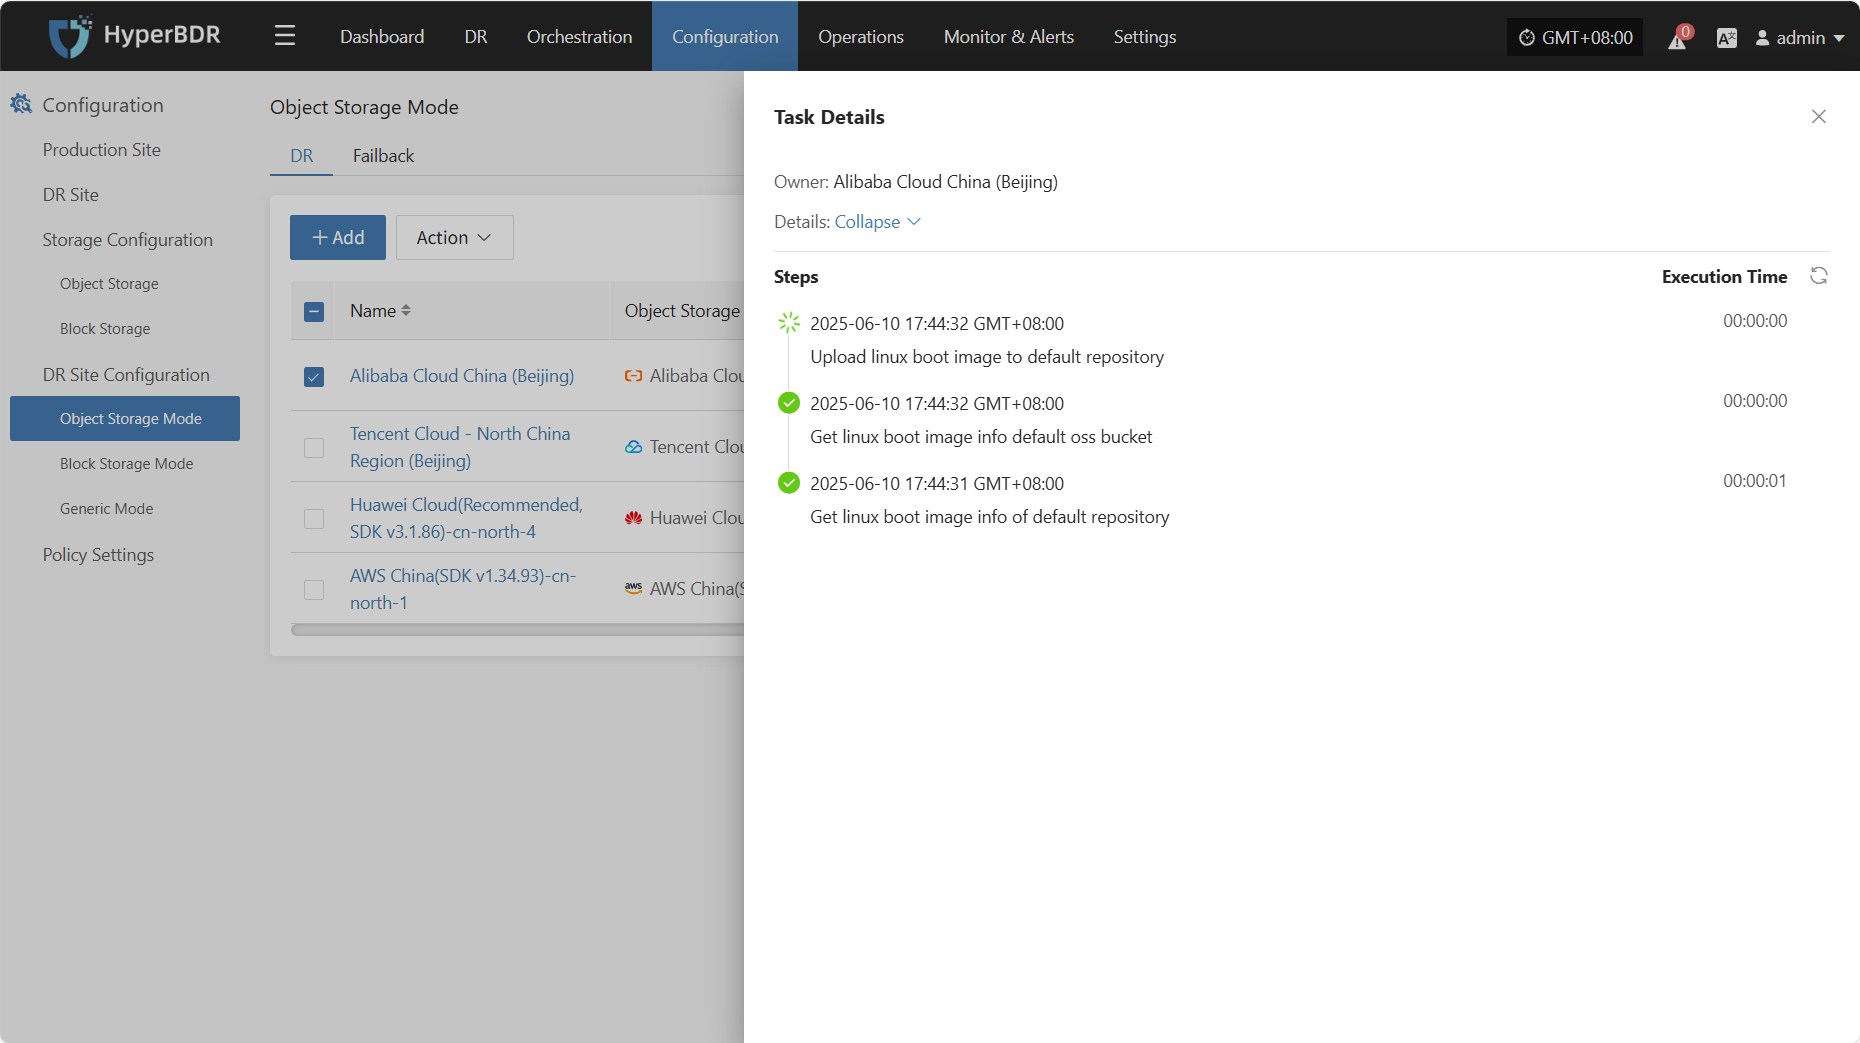 HyperBDR
Dashboard
DR
Orchestration
Configuration
Operations
Monitor & Alerts
Settings
GMT+08:00
0
admin
Configuration
Production Site
DR Site
Storage Configuration
Object Storage
Block Storage
DR Site Configuration
Object Storage Mode
Block Storage Mode
Generic Mode
Policy Settings
Object Storage Mode
DR
Failback
Add
Action
Name
Object Storage
Alibaba Cloud China (Beijing)
Alibaba Clou
Tencent Cloud - North China
Region (Beijing)
Tencent Clou
Huawei Cloud(Recommended,
SDK v3.1.86)-cn-north-4
Huawei Clou
AWS China(SDK v1.34.93)-cn-
north-1
aws
AWS China(S
Task Details
Owner: Alibaba Cloud China (Beijing)
Details: Collapse
Steps
Execution Time
2025-06-10 17:44:32 GMT+08:00
00:00:00
Upload linux boot image to default repository
2025-06-10 17:44:32 GMT+08:00
00:00:00
Get linux boot image info default oss bucket
2025-06-10 17:44:31 GMT+08:00
00:00:01
Get linux boot image info of default repository